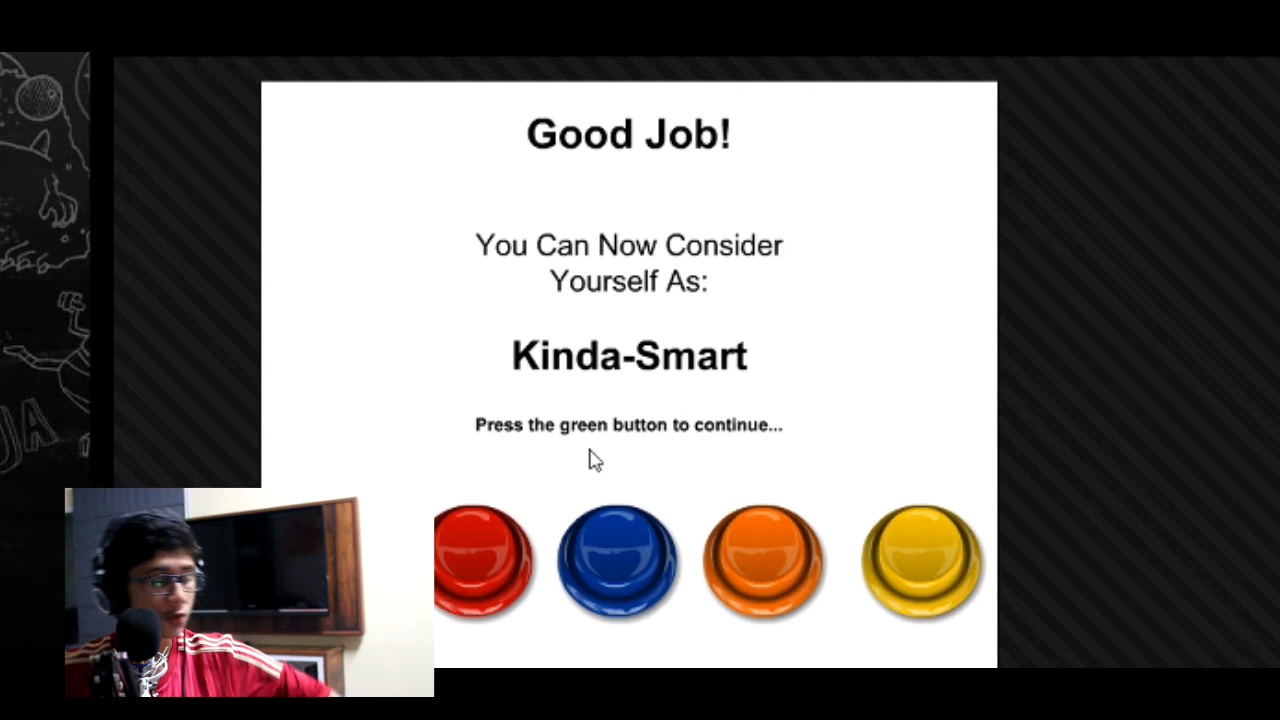 Good Job!
You Can Now Consider
Yourself As:
Kinda-Smart
Press the green button to continue...